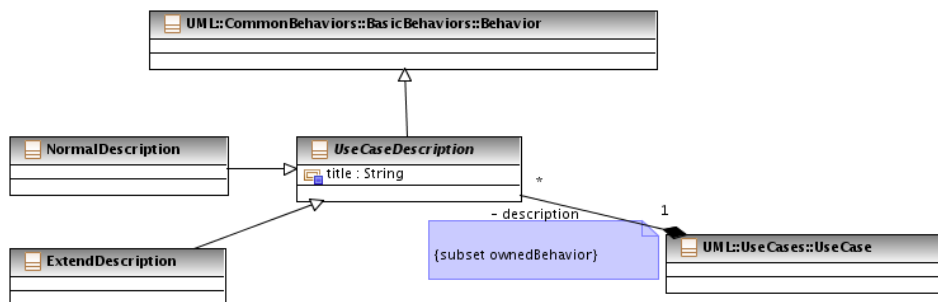 UML::CommonBehaviors::BasicBehaviors::Behavior
NormalDescription
UseCaseDescription
title : String
*
– description
1
{subset ownedBehavior}
UML::UseCases::UseCase
ExtendDescription